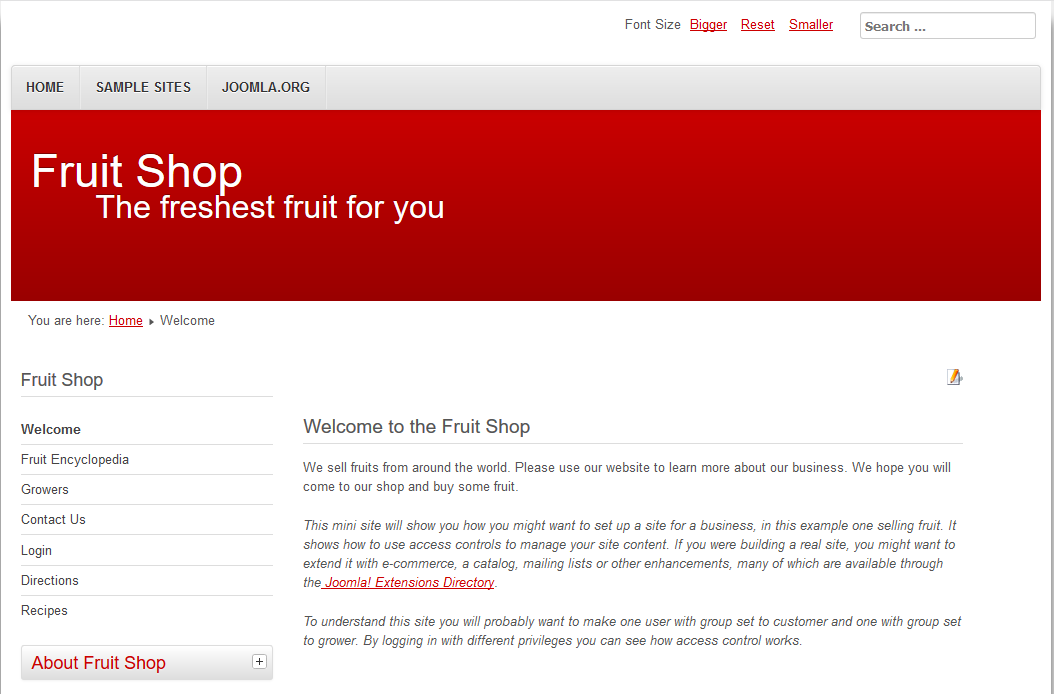 Font Size Bigger Reset Smaller Search ...
HOME SAMPLE SITES JOOMLA.ORG
Fruit Shop
The freshest fruit for you
You are here: Home Welcome
Fruit Shop
Welcome
Fruit Encyclopedia
Growers
Contact Us
Login
Directions
Recipes
About Fruit Shop
Welcome to the Fruit Shop
We sell fruits from around the world. Please use our website to learn more about our business. We hope you will
come to our shop and buy some fruit.
This mini site will show you how you might want to set up a site for a business, in this example one selling fruit. It
shows how to use access controls to manage your site content. If you were building a real site, you might want to
extend it with e-commerce, a catalog, mailing lists or other enhancements, many of which are available through
the Joomla! Extensions Directory.
To understand this site you will probably want to make one user with group set to customer and one with group set
to grower. By logging in with different privileges you can see how access control works.